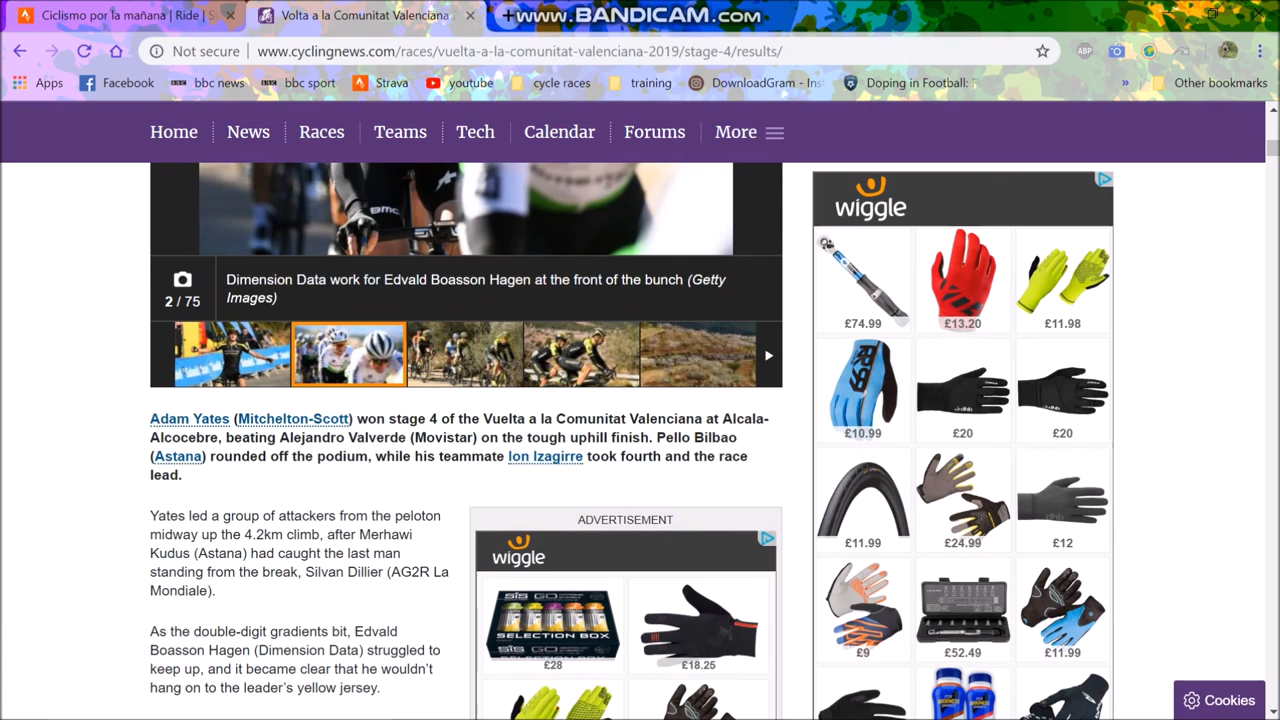 Ciclismo por la mañana | Ride | S
Volta a la Comunitat Valenciana
www.BANDICAM.com
Not secure
www.cyclingnews.com/races/vuelta-a-la-comunitat-valenciana-2019/stage-4/results/
ABP
Apps
Facebook
BBC
bbc news
BBC
bbc sport
Strava
youtube
cycle races
training
DownloadGram - Inst
Doping in Football:
»
Other bookmarks
Home
News
Races
Teams
Tech
Calendar
Forums
More
bmc
2 / 75
Dimension Data work for Edvald Boasson Hagen at the front of the bunch (Getty
Images)
wiggle
£74.99
£13.20
£11.98
£10.99
£20
£20
£11.99
£24.99
£12
£9
£52.49
£11.99
Adam Yates (Mitchelton-Scott) won stage 4 of the Vuelta a la Comunitat Valenciana at Alcala-
Alcocebre, beating Alejandro Valverde (Movistar) on the tough uphill finish. Pello Bilbao
(Astana) rounded off the podium, while his teammate Ion Izagirre took fourth and the race
lead.
Yates led a group of attackers from the peloton
midway up the 4.2km climb, after Merhawi
Kudus (Astana) had caught the last man
standing from the break, Silvan Dillier (AG2R La
Mondiale).
As the double-digit gradients bit, Edvald
Boasson Hagen (Dimension Data) struggled to
keep up, and it became clear that he wouldn't
hang on to the leader's yellow jersey.
ADVERTISEMENT
wiggle
SiS GO
SELECTION BOX
£28
£18.25
Cookies